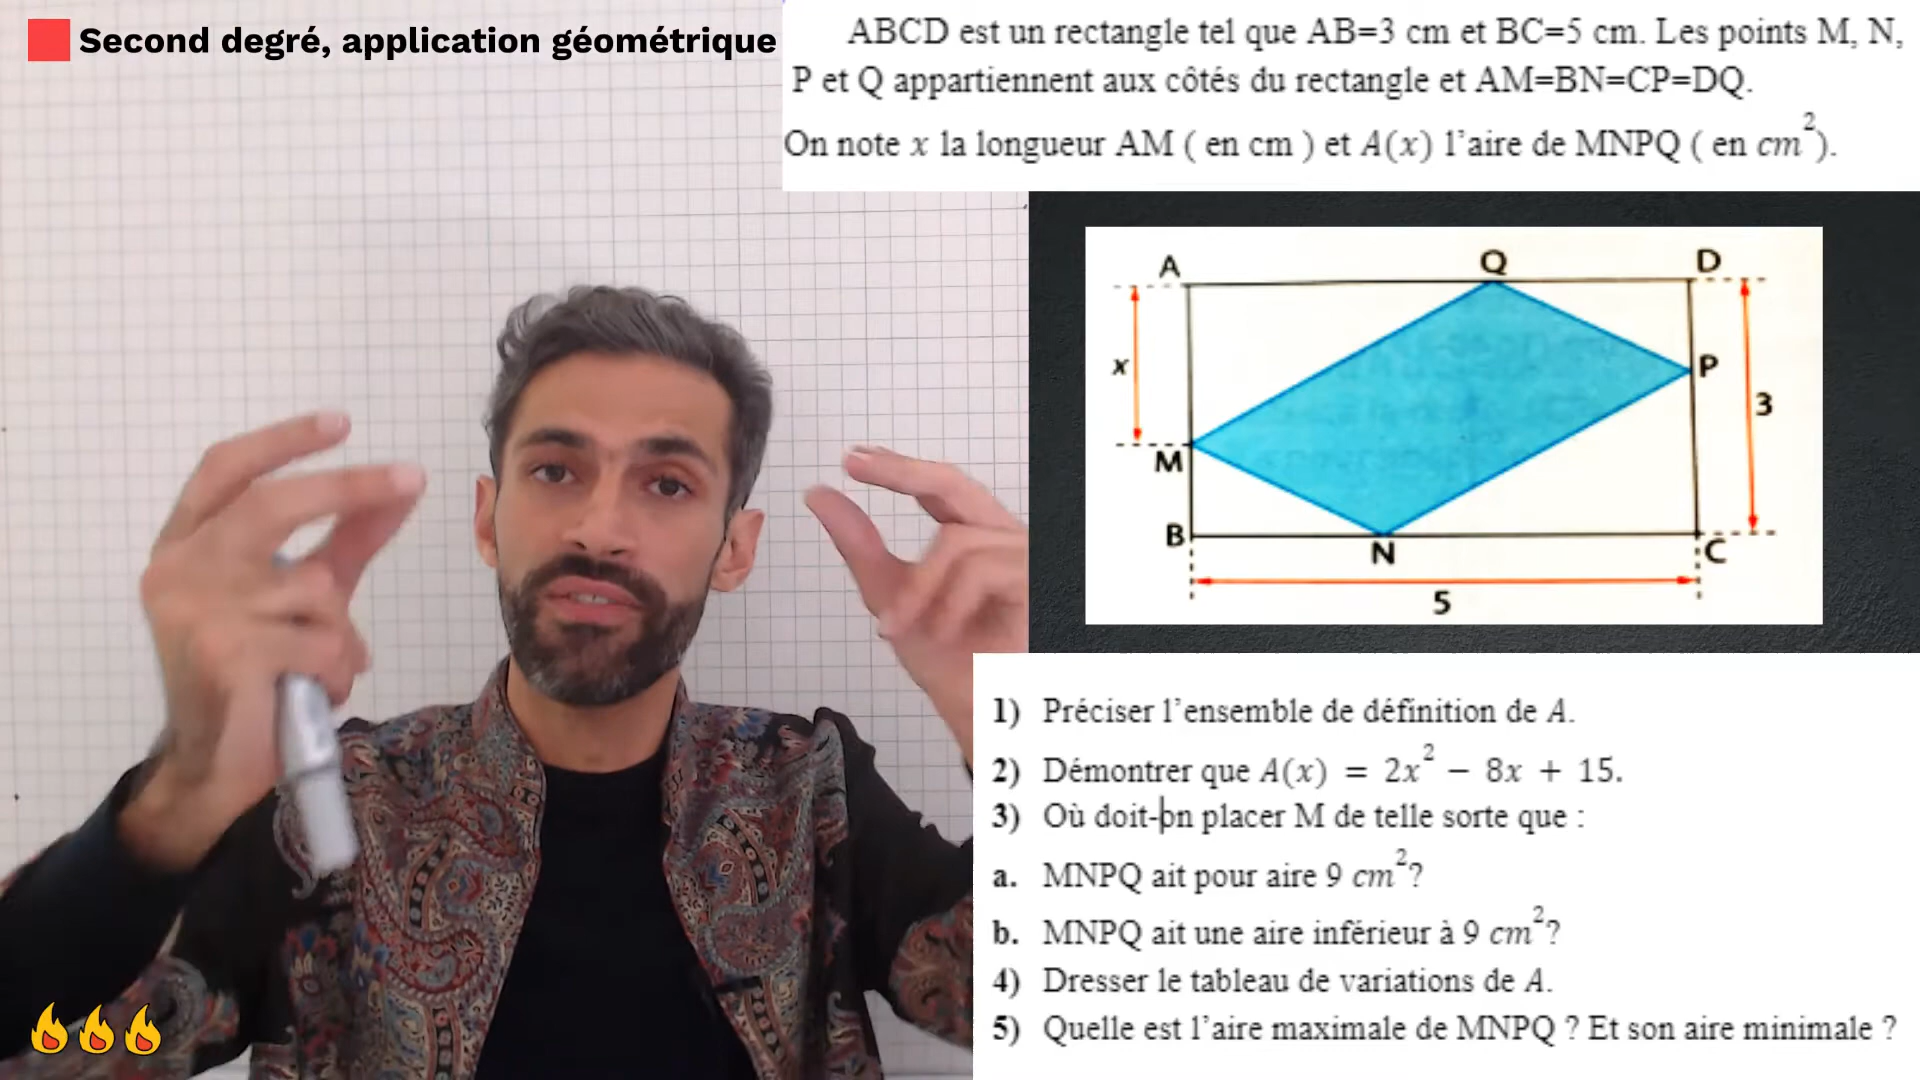 Second degré, application géométrique
ABCD est un rectangle tel que AB=3 cm et BC=5 cm. Les points M, N,
P et Q appartiennent aux côtés du rectangle et AM=BN=CP=DQ.
On note x la longueur AM ( en cm ) et A(x) l'aire de MNPQ ( en cm²).
A
Q
D
x
P
3
M
B
N
C
5
1) Préciser l'ensemble de définition de A.
2) Démontrer que A(x) = 2x² − 8x + 15.
3) Où doit-on placer M de telle sorte que :
a. MNPQ ait pour aire 9 cm²?
b. MNPQ ait une aire inférieur à 9 cm²?
4) Dresser le tableau de variations de A.
5) Quelle est l'aire maximale de MNPQ ? Et son aire minimale ?